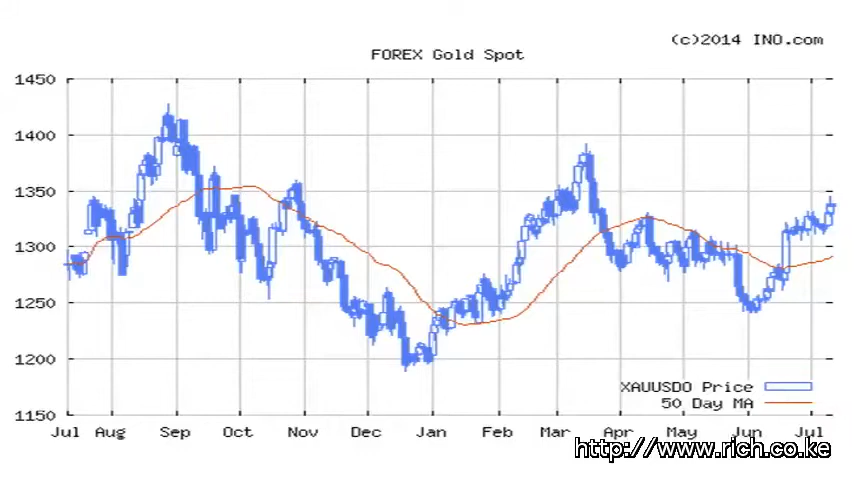 (c)2014 INO.com
FOREX Gold Spot
1450
1400
1350
1300
1250
1200
1150
XAUUSDO Price
50 Day MA
Jul Aug Sep Oct Nov Dec Jan Feb Mar Apr May Jun Jul
http://www.rich.co.ke